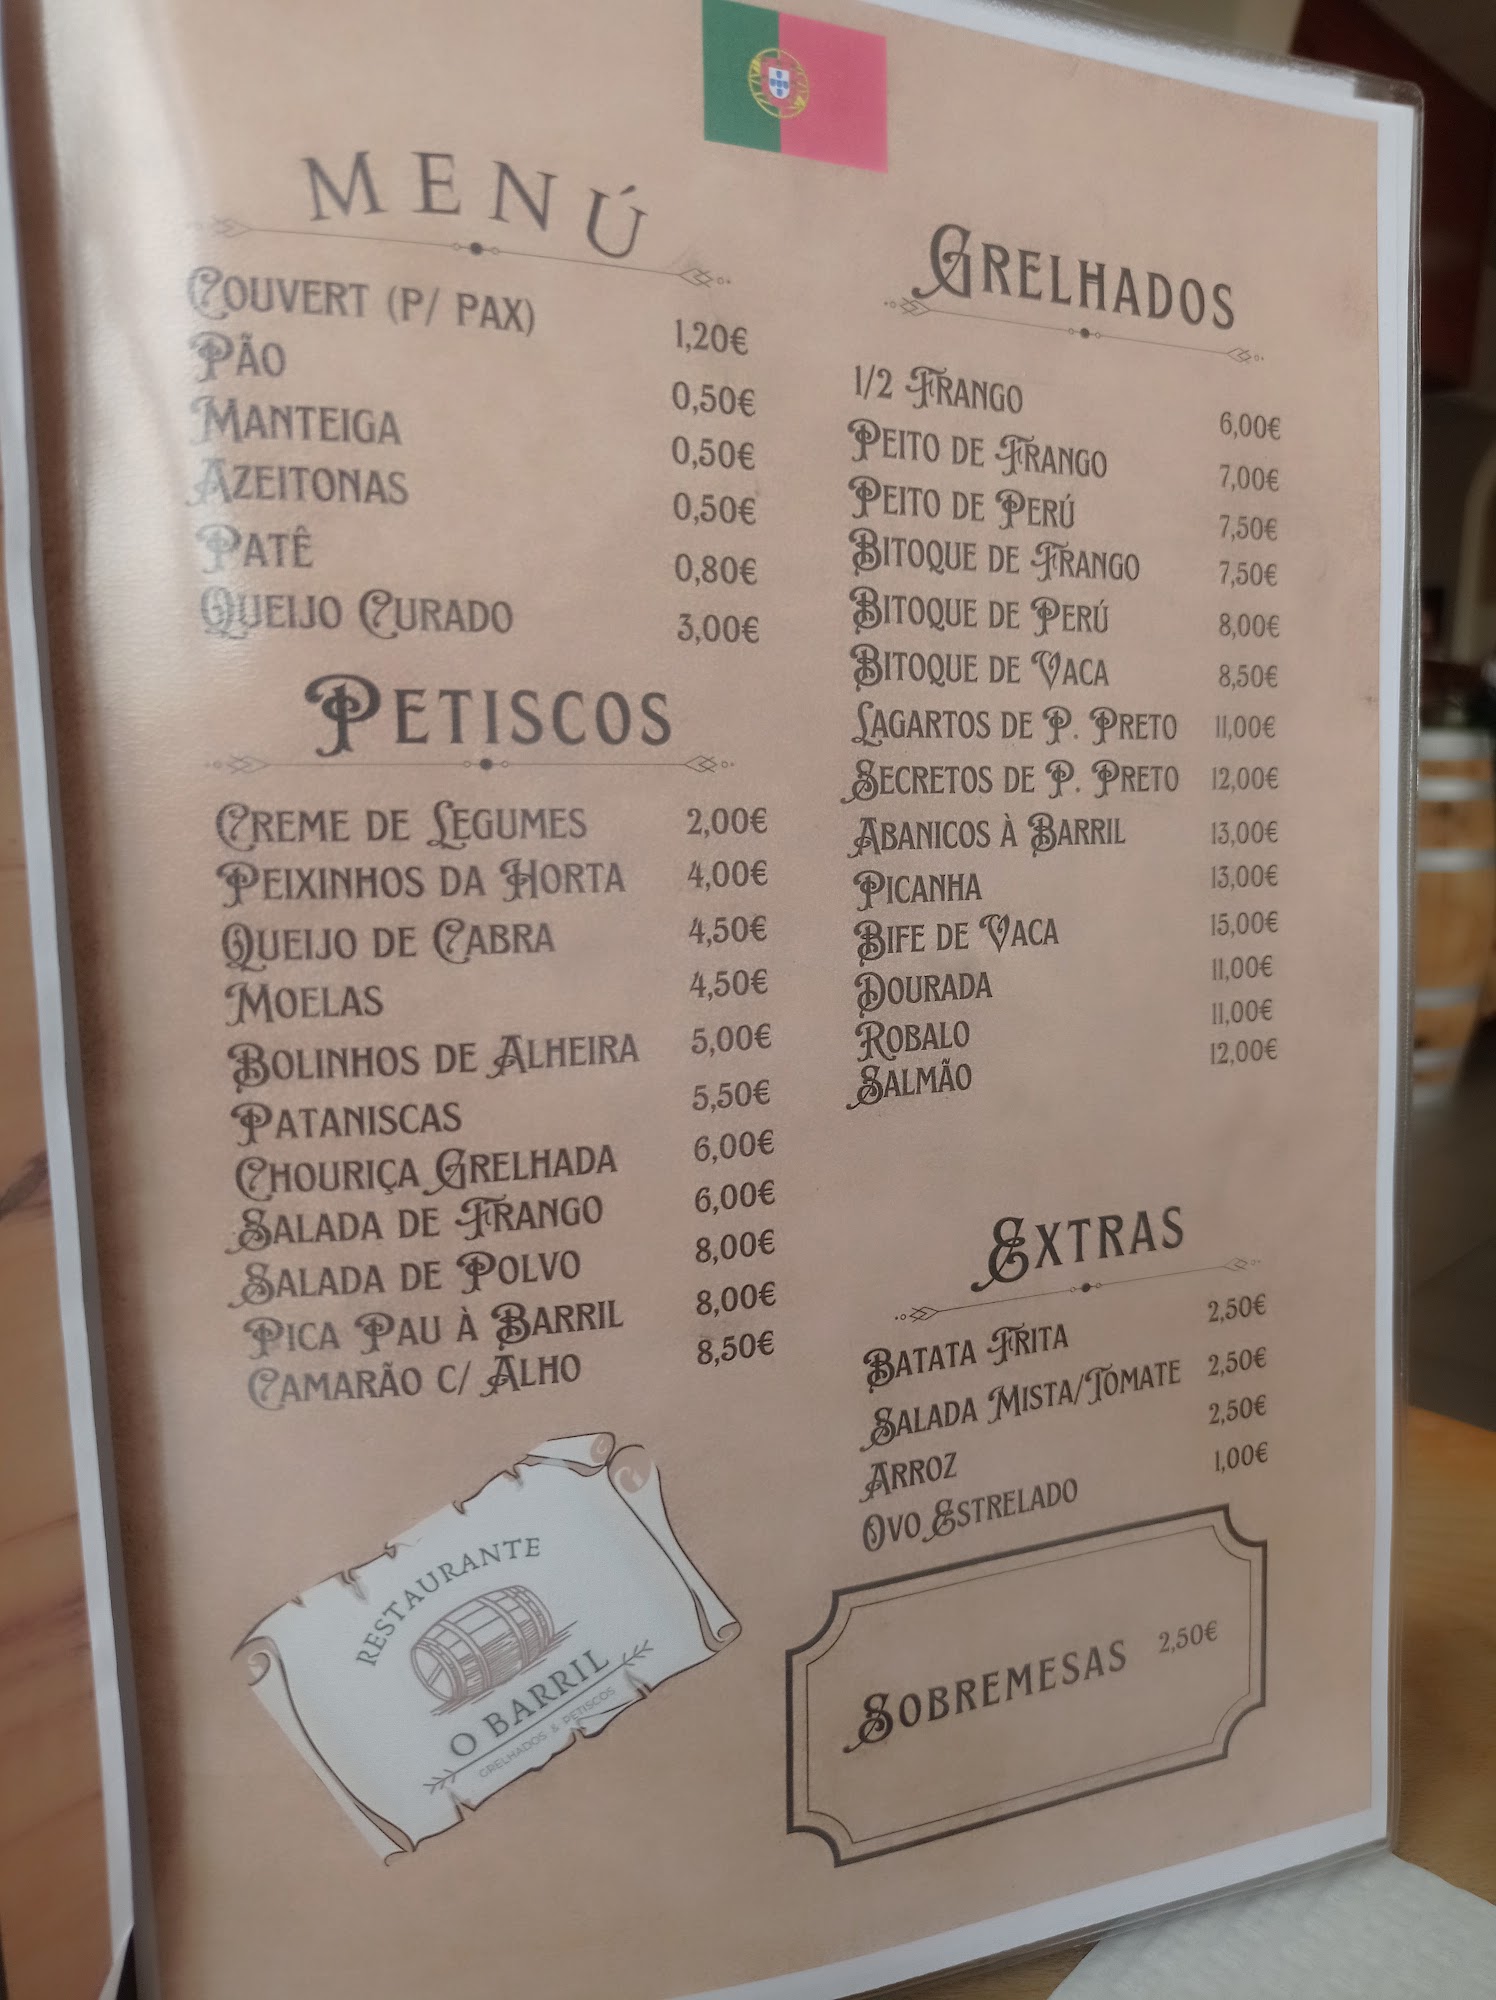 MENÚ
COUVERT (P/ PAX) 1,20€
PÃO 0,50€
MANTEIGA 0,50€
AZEITONAS 0,50€
PATÊ 0,80€
QUEIJO CURADO 3,00€
PETISCOS
CREME DE LEGUMES 2,00€
PEIXINHOS DA HORTA 4,00€
QUEIJO DE CABRA 4,50€
MOELAS 4,50€
BOLINHOS DE ALHEIRA 5,00€
PATANISCAS 5,50€
CHOURIÇA GRELHADA 6,00€
SALADA DE FRANGO 6,00€
SALADA DE POLVO 8,00€
PICA PAU À BARRIL 8,00€
CAMARÃO C/ ALHO 8,50€
RESTAURANTE
O BARRIL
GRELHADOS & PETISCOS
GRELHADOS
1/2 FRANGO 6,00€
PEITO DE FRANGO 7,00€
PEITO DE PERÚ 7,50€
BITOQUE DE FRANGO 7,50€
BITOQUE DE PERÚ 8,00€
BITOQUE DE VACA 8,50€
LAGARTOS DE P. PRETO 11,00€
SECRETOS DE P. PRETO 12,00€
ABANICOS À BARRIL 13,00€
PICANHA 13,00€
BIFE DE VACA 15,00€
DOURADA 11,00€
ROBALO 11,00€
SALMÃO 12,00€
EXTRAS
BATATA FRITA 2,50€
SALADA MISTA/TOMATE 2,50€
ARROZ 2,50€
OVO ESTRELADO 1,00€
SOBREMESAS 2,50€